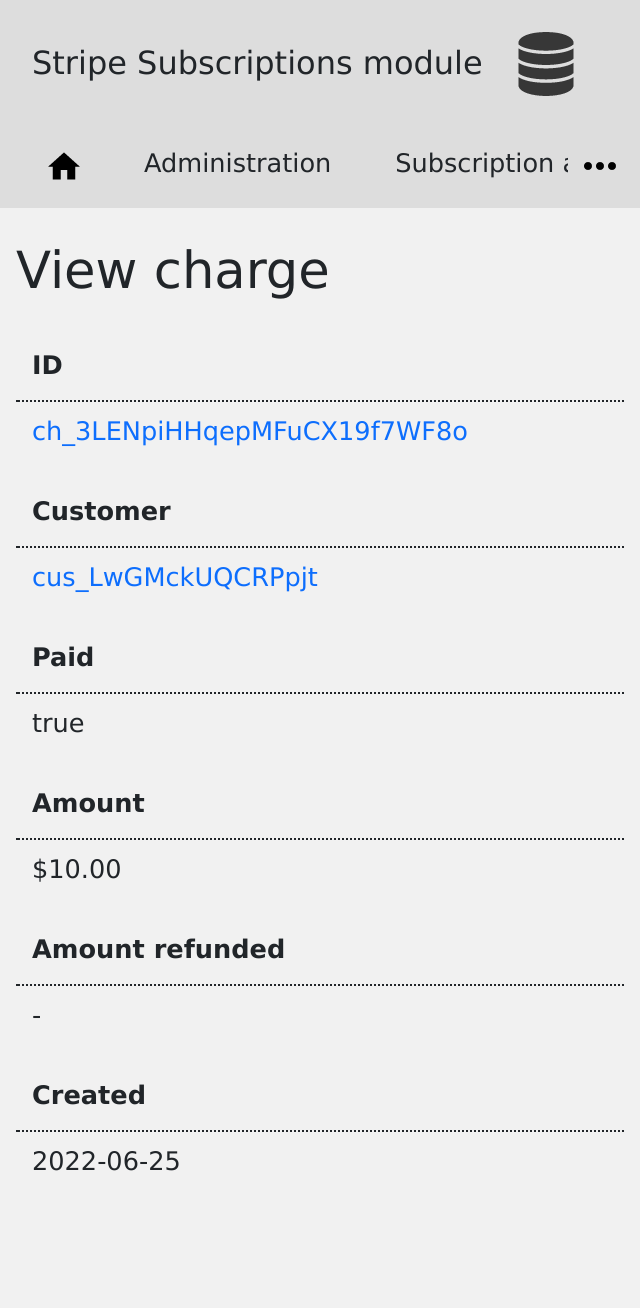 Stripe Subscriptions module
Administration
Subscription
View charge
ID
ch_3LENpiHHqepMFuCX19f7WF8o
Customer
cus_LwGMckUQCRPpjt
Paid
true
Amount
$10.00
Amount refunded
-
Created
2022-06-25